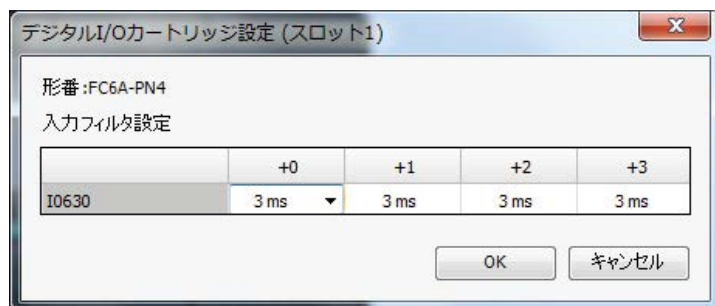 デジタルI/Oカートリッジ設定 (スロット1)
形番:FC6A-PN4
入力フィルタ設定
+0 +1 +2 +3
I0630 3 ms 3 ms 3 ms 3 ms
OK キャンセル